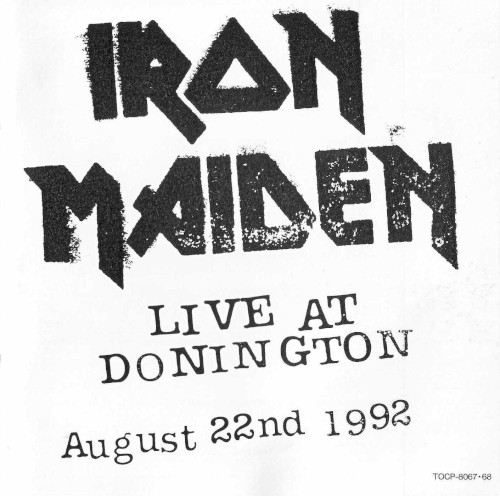 IRON
MAIDEN
LIVE AT
DONINGTON
August 22nd 1992
TOCP-8067・68